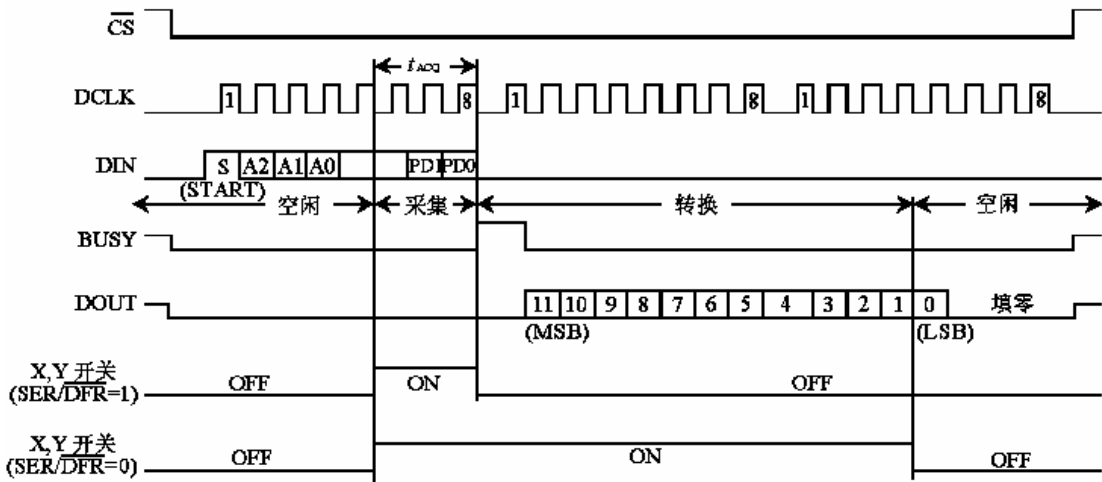 CS
t ACQ
DCLK 1 8 1 8 1 8
DIN S A2 A1 A0 PD1 PD0
(START)
空闲 采集 转换 空闲
BUSY
DOUT 11 10 9 8 7 6 5 4 3 2 1 0 填零
(MSB) (LSB)
X,Y 开关
(SER/DFR=1) OFF ON OFF
X,Y 开关
(SER/DFR=0) OFF ON OFF